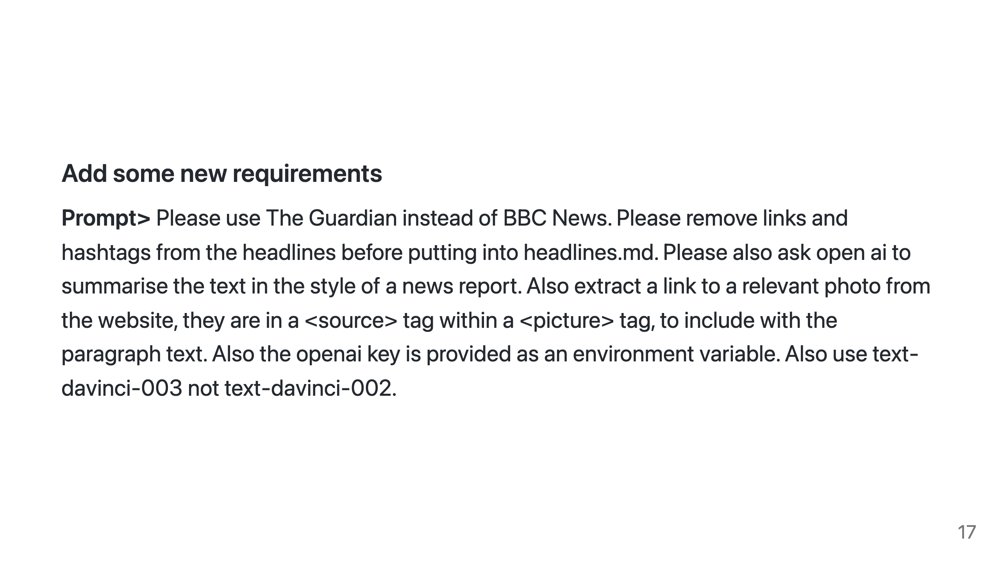 Add some new requirements
Prompt> Please use The Guardian instead of BBC News. Please remove links and
hashtags from the headlines before putting into headlines.md. Please also ask open ai to
summarise the text in the style of a news report. Also extract a link to a relevant photo from
the website, they are in a <source> tag within a <picture> tag, to include with the
paragraph text. Also the openai key is provided as an environment variable. Also use text-
davinci-003 not text-davinci-002.
17